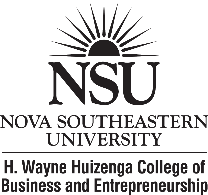 NSU
NOVA SOUTHEASTERN
UNIVERSITY
H. Wayne Huizenga College of
Business and Entrepreneurship